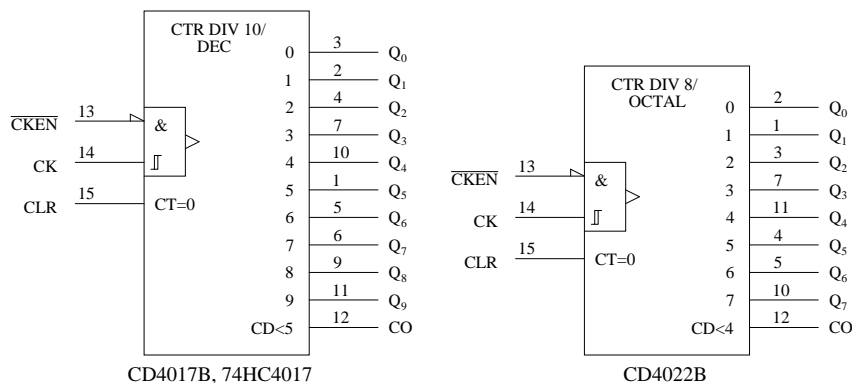 CTR DIV 10/
DEC
0 3 Q0
1 2 Q1
13 2 4 Q2
CKEN & 3 7 Q3
14 4 10 Q4
CK
15 5 1 Q5
CLR CT=0 6 5 Q6
7 6 Q7
8 9 Q8
9 11 Q9
CD<5 12 CO
CD4017B, 74HC4017
CTR DIV 8/
OCTAL
0 2 Q0
1 1 Q1
13 2 3 Q2
CKEN & 3 7 Q3
14 4 11 Q4
CK
15 5 4 Q5
CLR CT=0 6 5 Q6
7 10 Q7
CD<4 12 CO
CD4022B